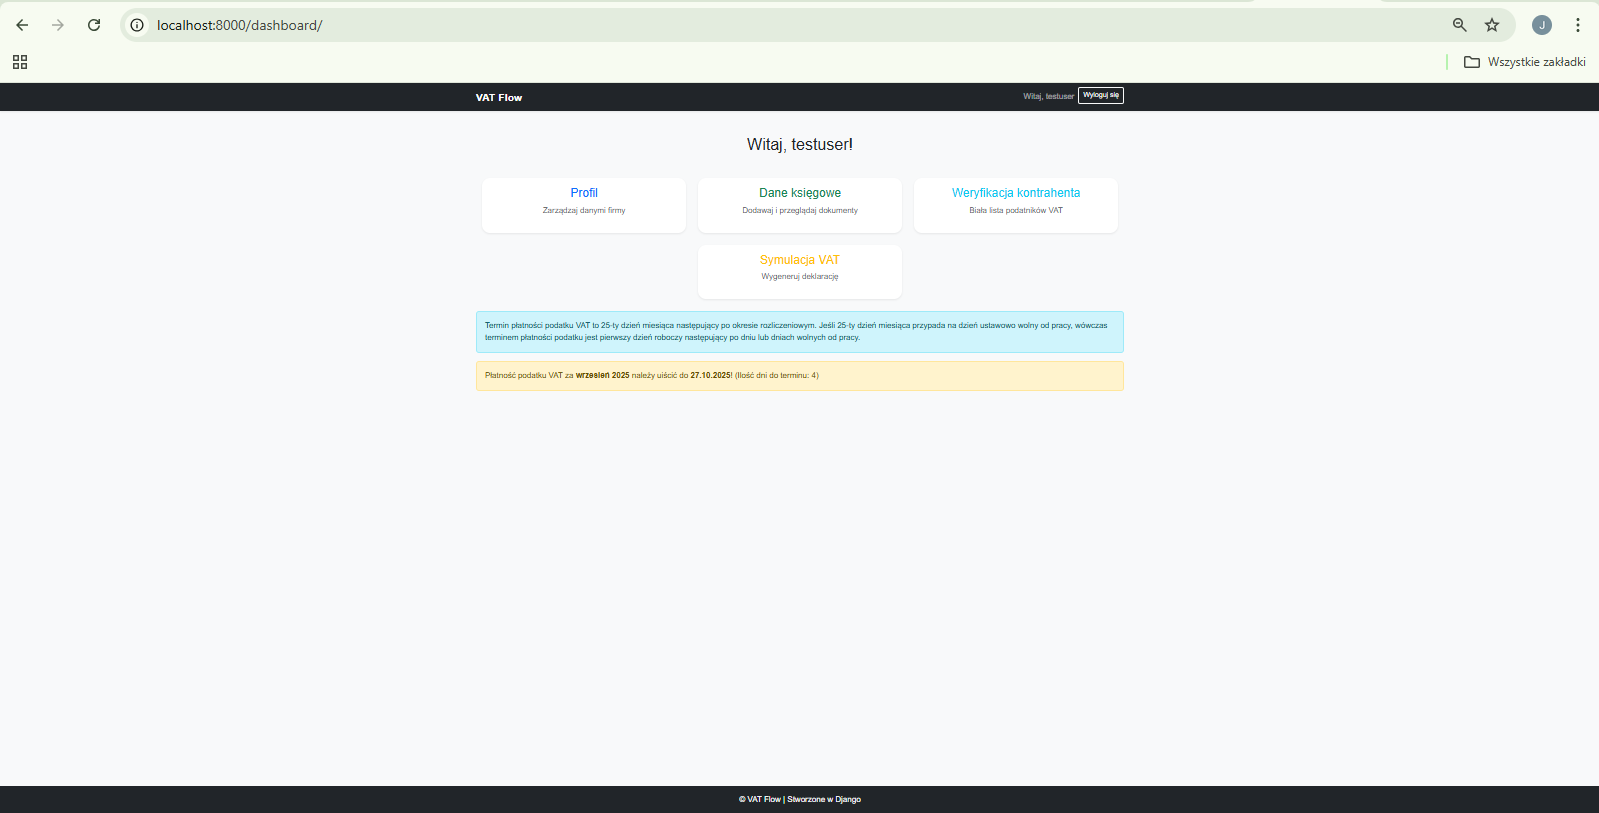 localhost:8000/dashboard/
J
Wszystkie zakładki
VAT Flow
Witaj, testuser
Wyloguj się
Witaj, testuser!
Profil
Zarządzaj danymi firmy
Dane księgowe
Dodawaj i przeglądaj dokumenty
Weryfikacja kontrahenta
Biała lista podatników VAT
Symulacja VAT
Wygeneruj deklarację
Termin płatności podatku VAT to 25-ty dzień miesiąca następujący po okresie rozliczeniowym. Jeśli 25-ty dzień miesiąca przypada na dzień ustawowo wolny od pracy, wówczas
terminem płatności podatku jest pierwszy dzień roboczy następujący po dniu lub dniach wolnych od pracy.
Płatność podatku VAT za wrzesień 2025 należy uiścić do 27.10.2025! (Ilość dni do terminu: 4)
© VAT Flow | Stworzone w Django